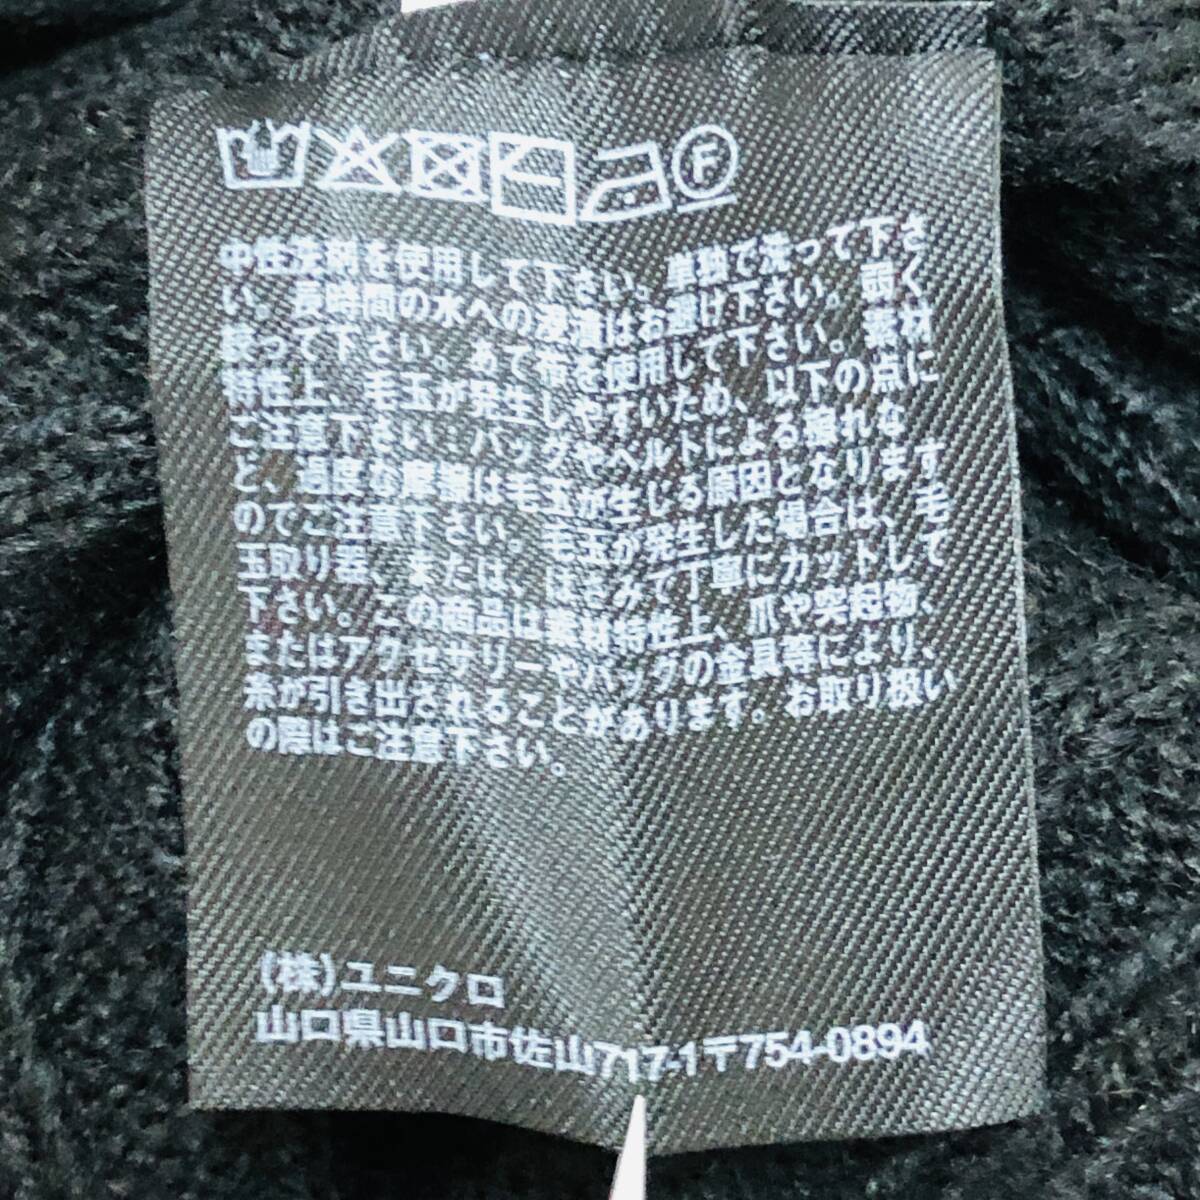 F
中性洗剤を使用して下さい。単独で洗って下さ
い。長時間の水への浸漬はお避け下さい。固く
絞って下さい。あて布を使用して下さい。素材
特性上、毛玉が発生しやすいため、以下の点に
ご注意下さい。バッグやベルトによる擦れな
ど、過度の摩擦は毛玉が生じる原因となりま す
のでご注意下さい。毛玉が発生した場合は、毛
玉取り器、または、はさみで丁寧にカットして
下さい。この商品は素材特性上、爪や突起物、
またはアクセサリーやバッグの金具等により、
糸が引き出されることがあります。お取り扱い
の際はご注意下さい。
(株)ユニクロ
山口県山口市佐山717-1〒754-0894